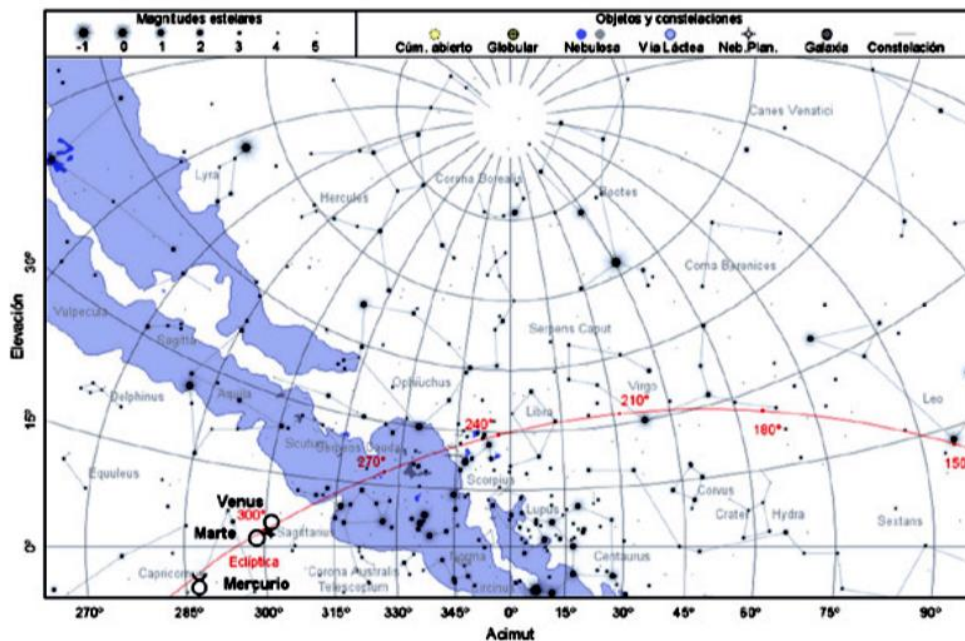 Magnitudes estelares
-1 0 1 2 3 4 5
Objetos y constelaciones
Cúm. abierto Globular Nebulosa Vía Láctea Neb.Plan. Galaxia Constelación
Canes Venatici
Lyra
Corona Borealis
Bootes
Hercules
30°
Coma Berenices
Elevación
Vulpecula
Sagitta
Serpens Caput
Ophiuchus
Virgo
Delphinus
Aquila
210°
Leo
Libra
15°
240°
180°
Scutum
270°
150°
Equuleus
Scorpius
Venus
300°
Corvus
Lupus
Marte
Sagittarius
Crater
Hydra
Sextans
0°
Eclíptica
Norma
Centaurus
Capricornus
Mercurio
Corona Australis
Telescopium
Circinus
270° 285° 300° 315° 330° 345° 0° 15° 30° 45° 60° 75° 90°
Acimut